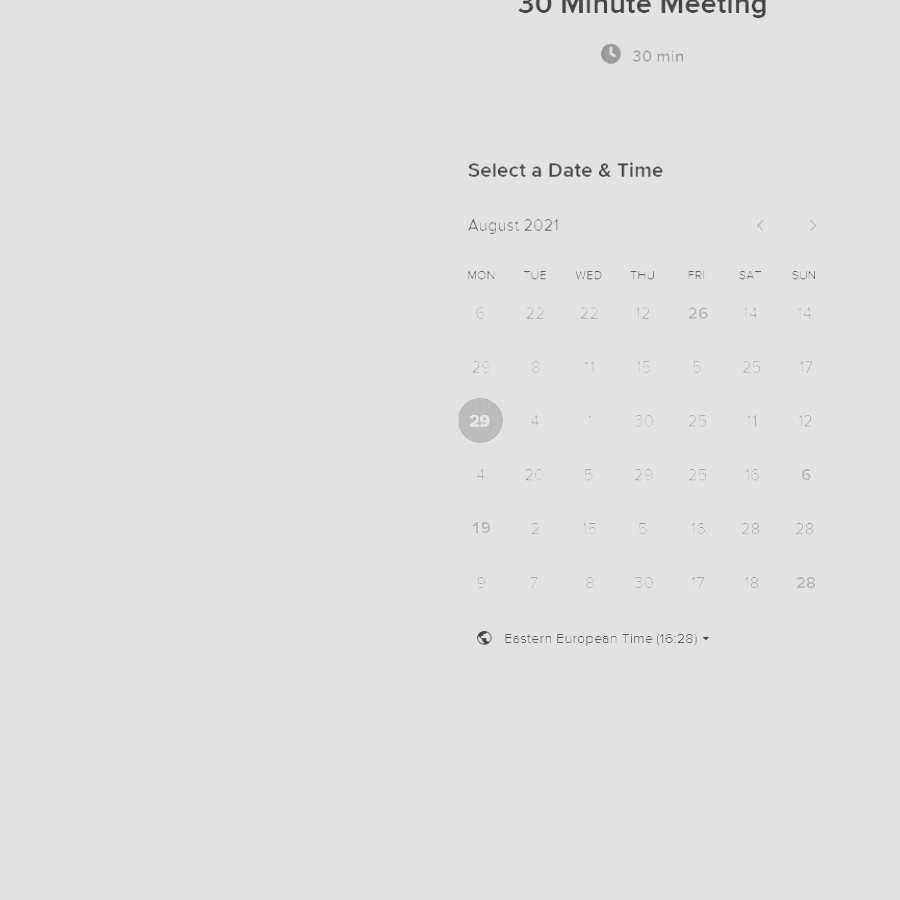 30 Minute Meeting
30 min
Select a Date & Time
August 2021
MON TUE WED THU FRI SAT SUN
6 22 22 12 26 14 14
29 8 11 15 5 25 17
29 4 1 30 25 11 12
4 20 5 29 25 16 6
19 2 15 5 16 28 28
9 7 8 30 17 18 28
Eastern European Time (16:28)